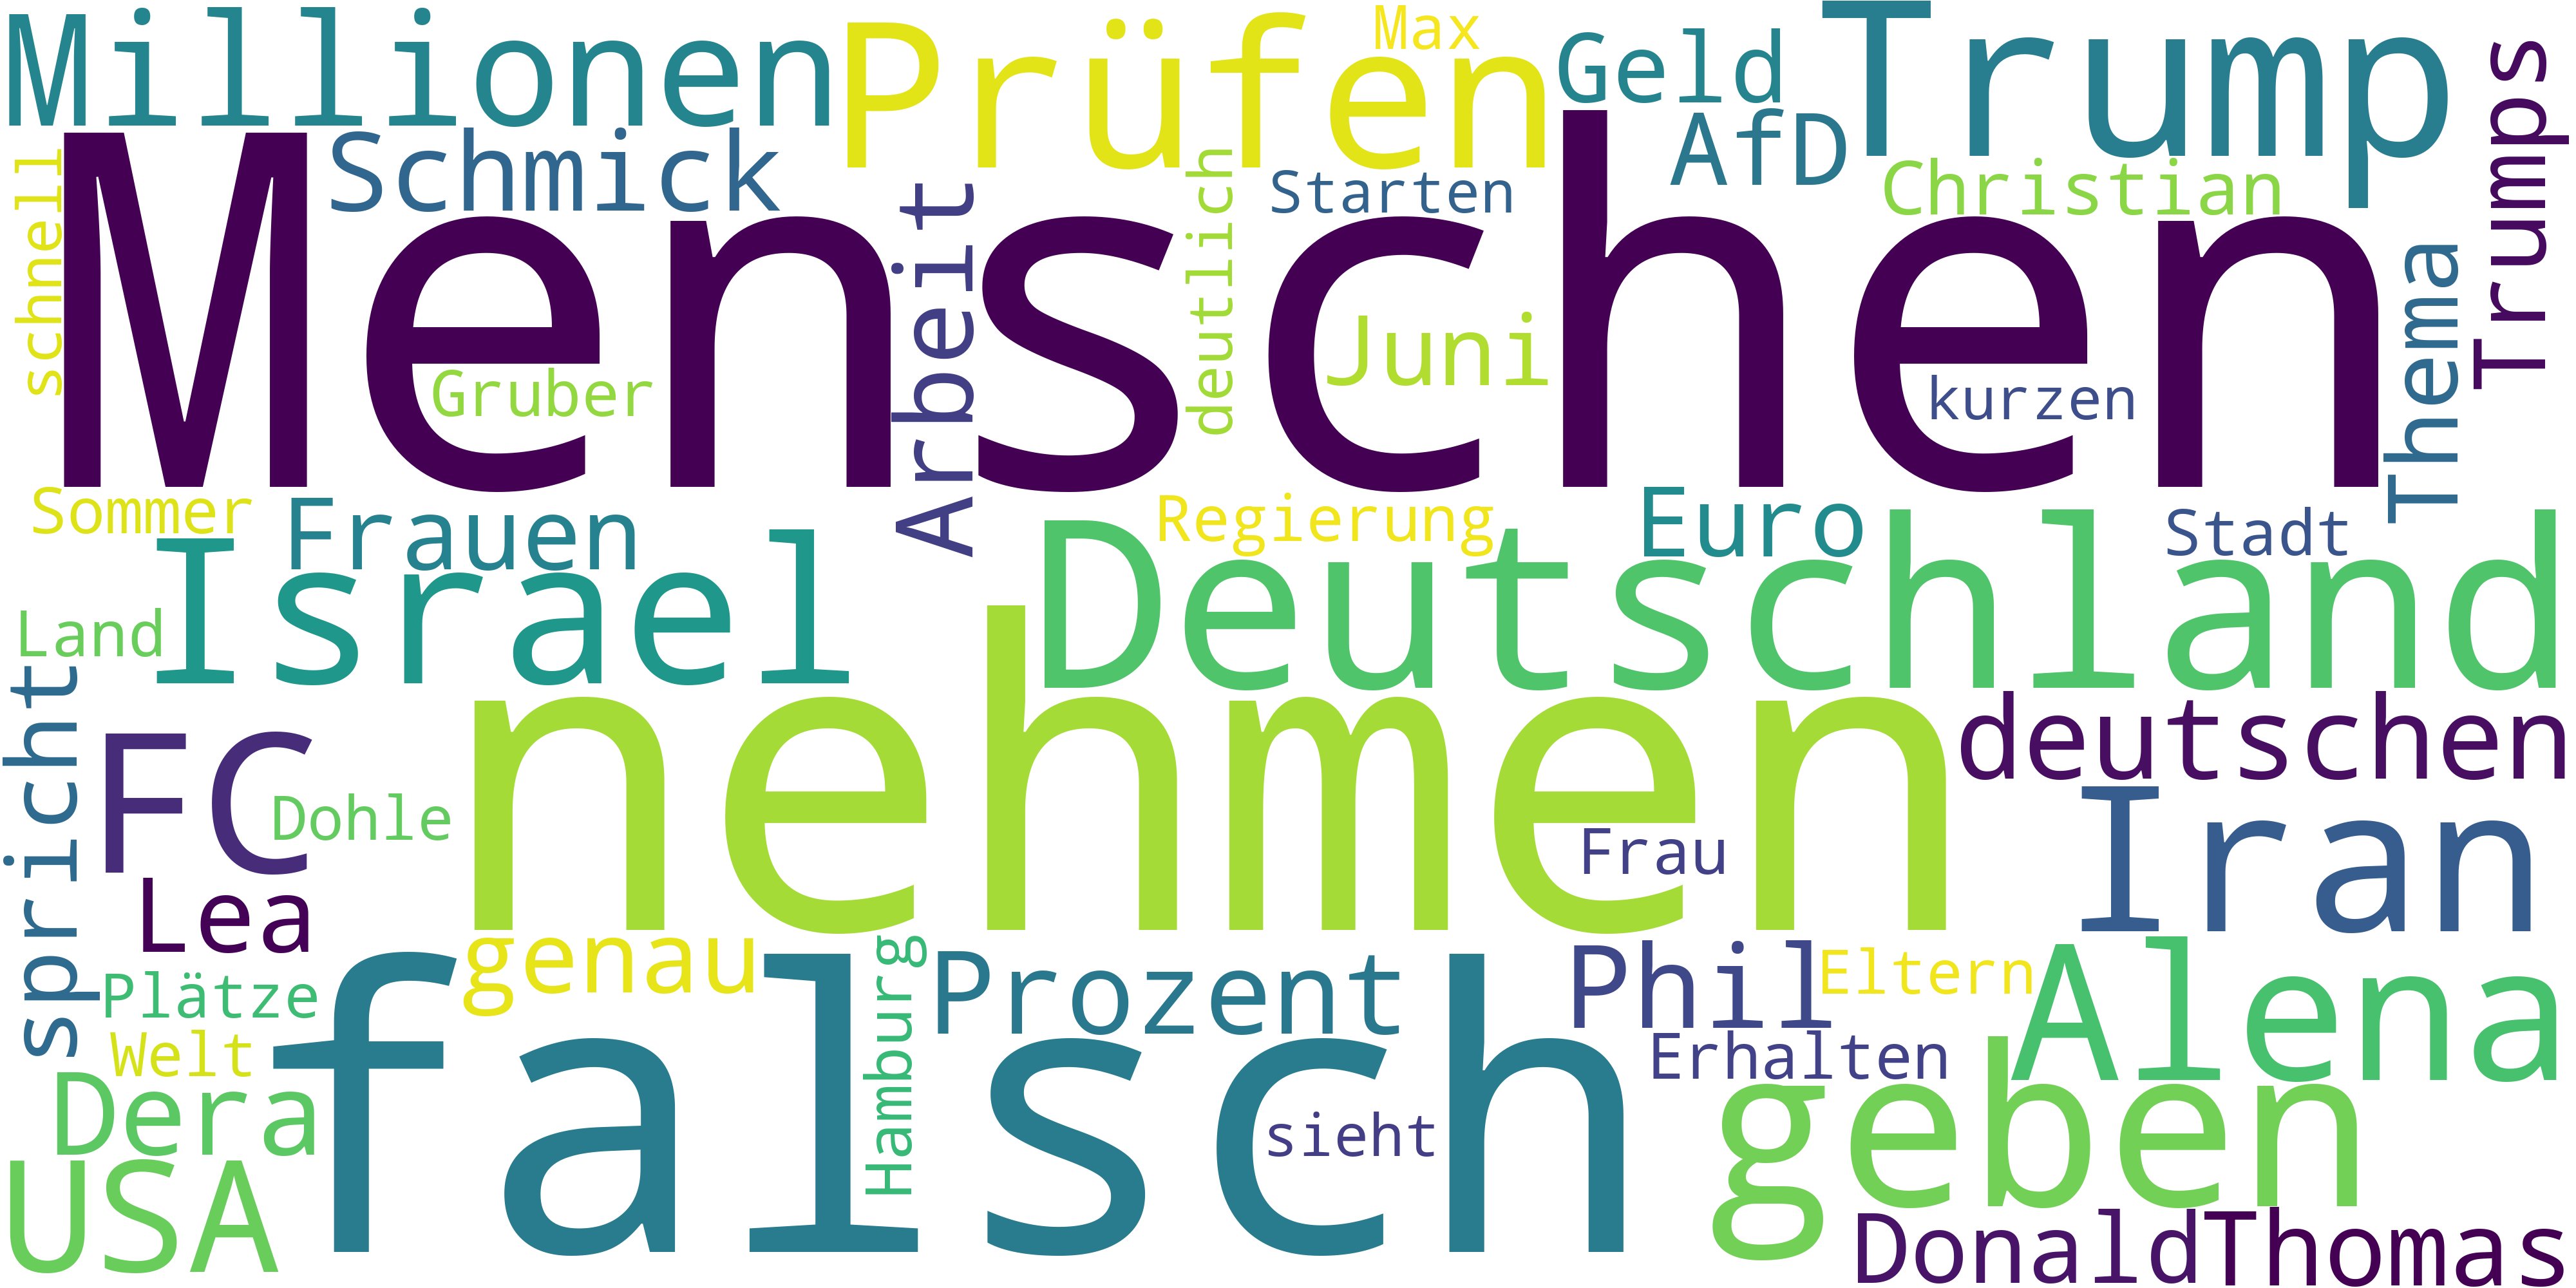 Millionen
Prüfen
Max
Geld
Trump
Trumps
Schmick
AfD
Christian
schnell
Menschen
Arbeit
deutlich
Starten
Juni
Gruber
kurzen
Thema
Sommer
Frauen
Regierung
Euro
Stadt
Israel
Deutschland
Land
spricht
nehmen
deutschen
FC
Dohle
Frau
Iran
Lea
genau
Hamburg
Prozent
Phil
Eltern
Alena
Plätze
Welt
falsch
Erhalten
Dera
sieht
geben
USA
Donald
Thomas